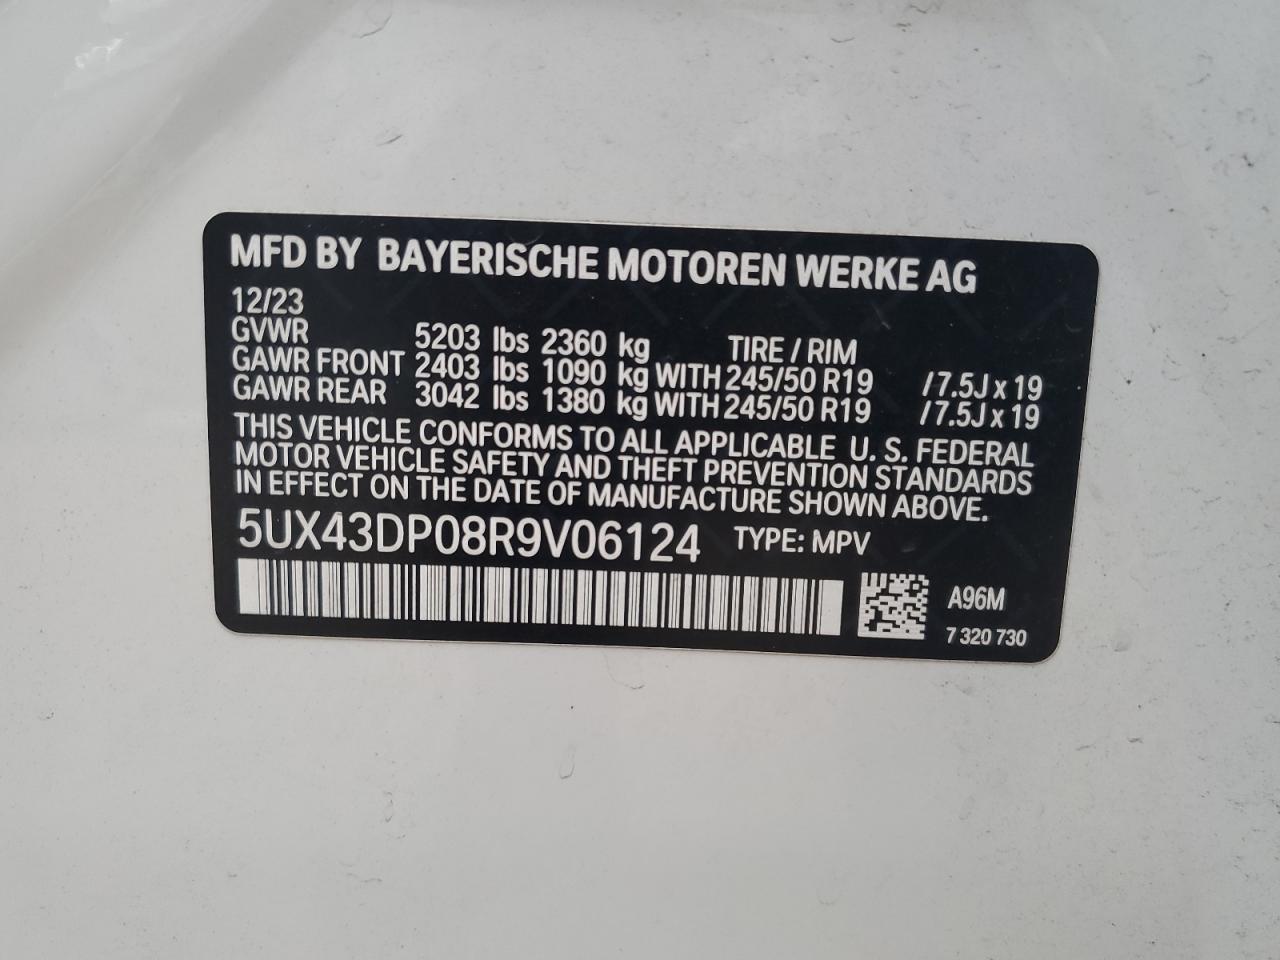 MFD BY BAYERISCHE MOTOREN WERKE AG
12/23
GVWR 5203 lbs 2360 kg TIRE / RIM
GAWR FRONT 2403 lbs 1090 kg WITH 245/50 R19 / 7.5J x 19
GAWR REAR 3042 lbs 1380 kg WITH 245/50 R19 / 7.5J x 19
THIS VEHICLE CONFORMS TO ALL APPLICABLE U. S. FEDERAL
MOTOR VEHICLE SAFETY AND THEFT PREVENTION STANDARDS
IN EFFECT ON THE DATE OF MANUFACTURE SHOWN ABOVE.
5UX43DP08R9V06124 TYPE: MPV
A96M
7 320 730